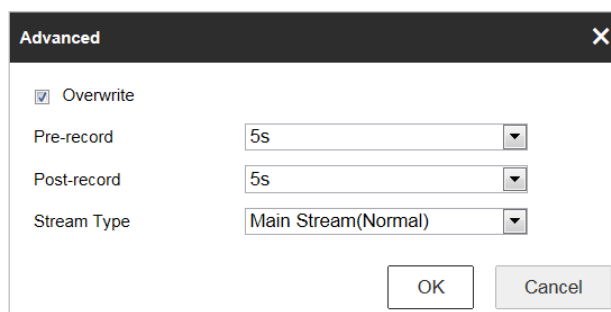 Advanced
Overwrite
Pre-record 5s
Post-record 5s
Stream Type Main Stream(Normal)
OK Cancel